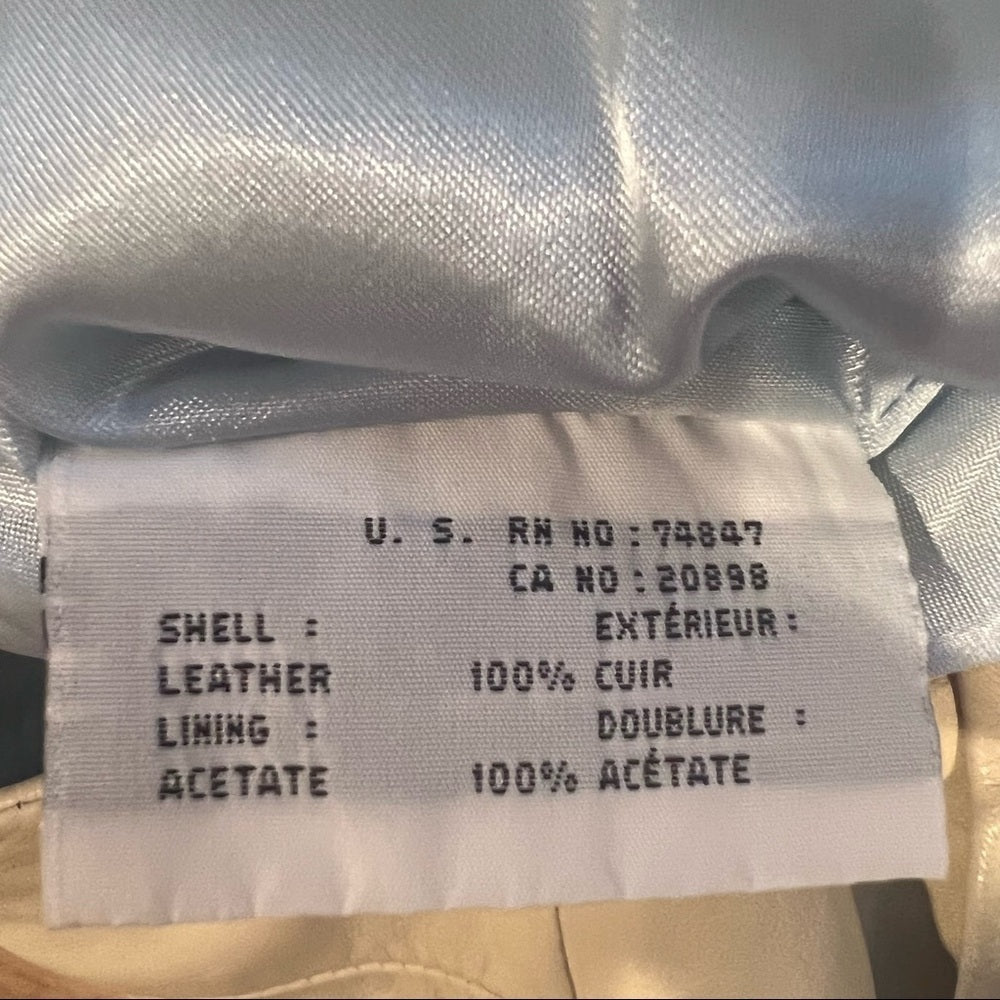 U. S. RN NO : 74847
CA NO : 20898
SHELL : EXTÉRIEUR :
LEATHER 100% CUIR
LINING : DOUBLURE :
ACETATE 100% ACÉTATE